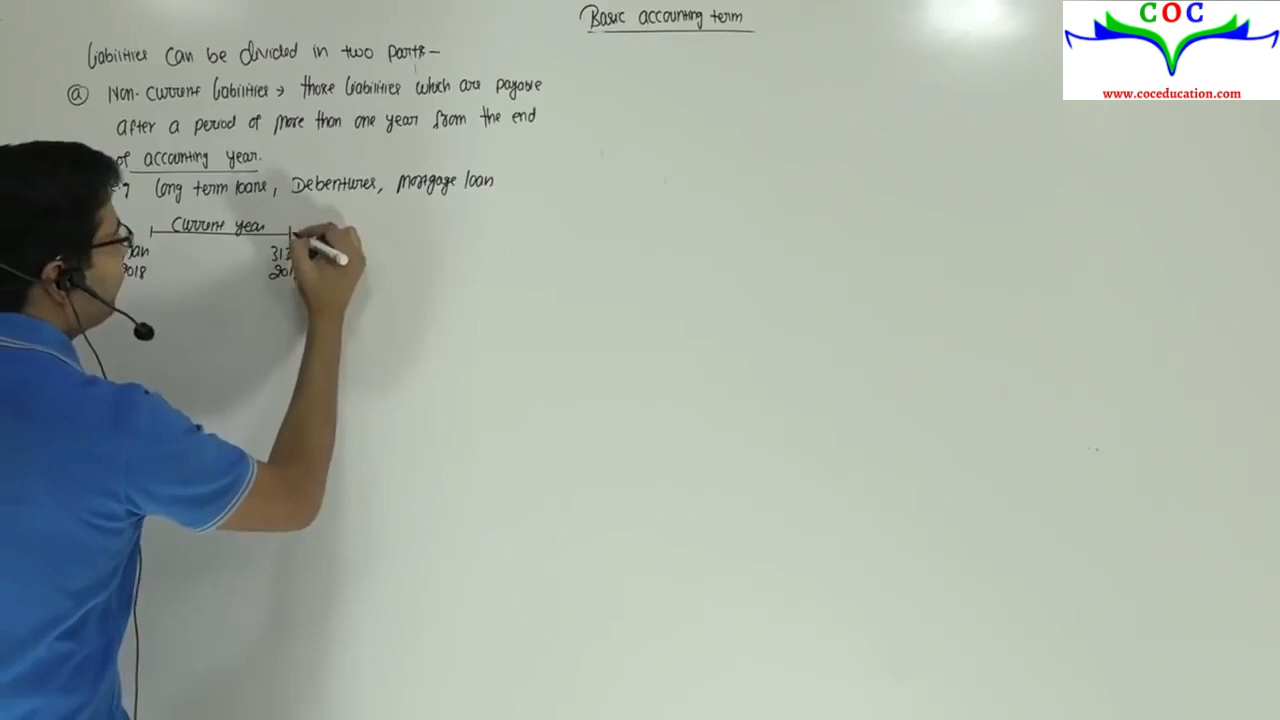 Basic accounting term
COC
www.coceducation.com
Liabilities can be divided in two parts-
(a) Non-current liabilities → those liabilities which are payable
after a period of more than one year from the end
of accounting year.
Long term loans, Debentures, Mortgage loan
Current year
Jan 31
2018 201